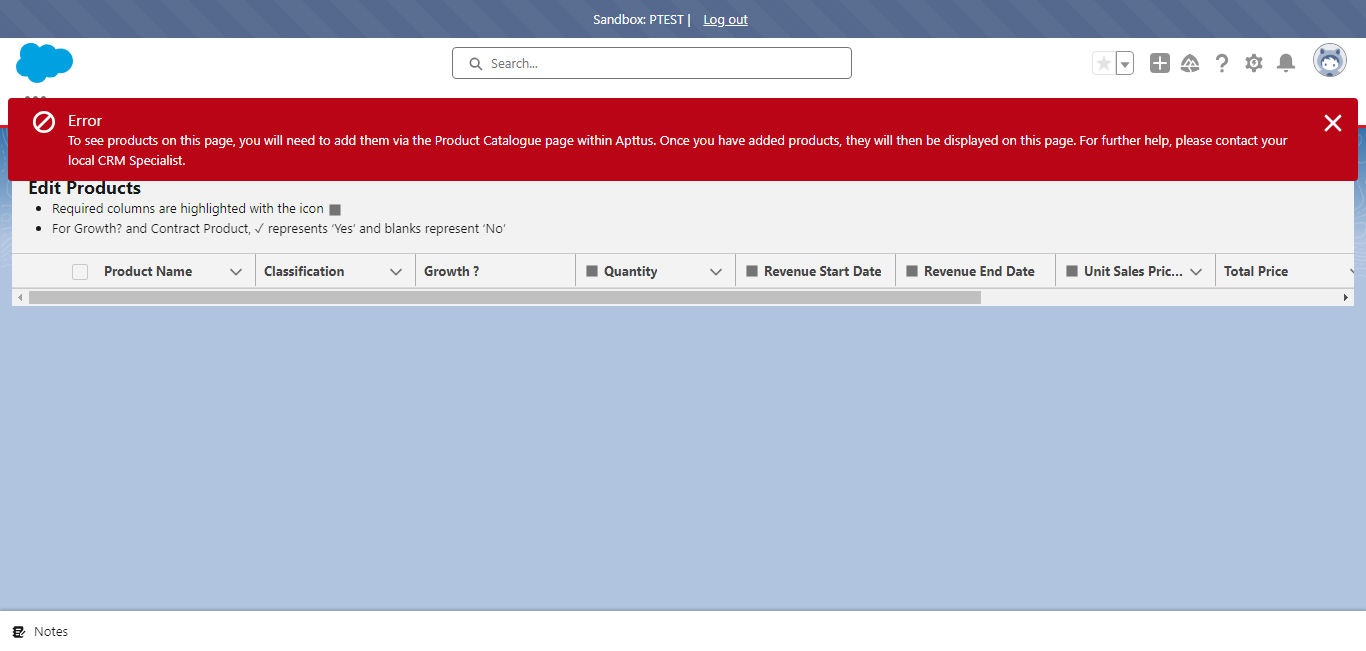 Sandbox: PTEST | Log out
Search...
Error
To see products on this page, you will need to add them via the Product Catalogue page within Apttus. Once you have added products, they will then be displayed on this page. For further help, please contact your
local CRM Specialist.
Edit Products
• Required columns are highlighted with the icon
• For Growth? and Contract Product, ✓ represents ‘Yes’ and blanks represent ‘No’
Product Name Classification Growth ? Quantity Revenue Start Date Revenue End Date Unit Sales Pric... Total Price
Notes